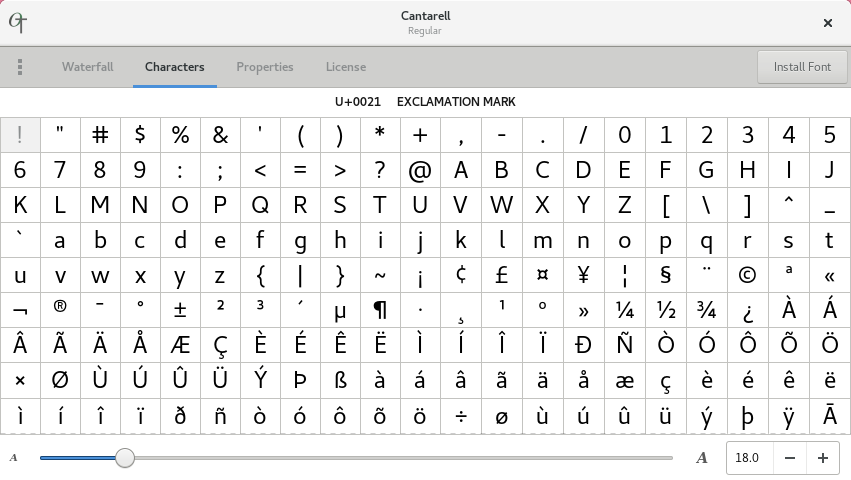 Cantarell
Regular
Waterfall Characters Properties License Install Font
U+0021 EXCLAMATION MARK
! " # $ % & ' ( ) * + , - . / 0 1 2 3 4 5
6 7 8 9 : ; < = > ? @ A B C D E F G H I J
K L M N O P Q R S T U V W X Y Z [ \ ] ^ _
` a b c d e f g h i j k l m n o p q r s t
u v w x y z { | } ~ ¡ ¢ £ ¤ ¥ ¦ § ¨ © ª «
¬ ® ¯ ° ± ² ³ ´ µ ¶ · ¸ ¹ º » ¼ ½ ¾ ¿ À Á
Â Ã Ä Å Æ Ç È É Ê Ë Ì Í Î Ï Ð Ñ Ò Ó Ô Õ Ö
× Ø Ù Ú Û Ü Ý Þ ß à á â ã ä å æ ç è é ê ë
ì í î ï ð ñ ò ó ô õ ö ÷ ø ù ú û ü ý þ ÿ Ā
A A 18.0 − +